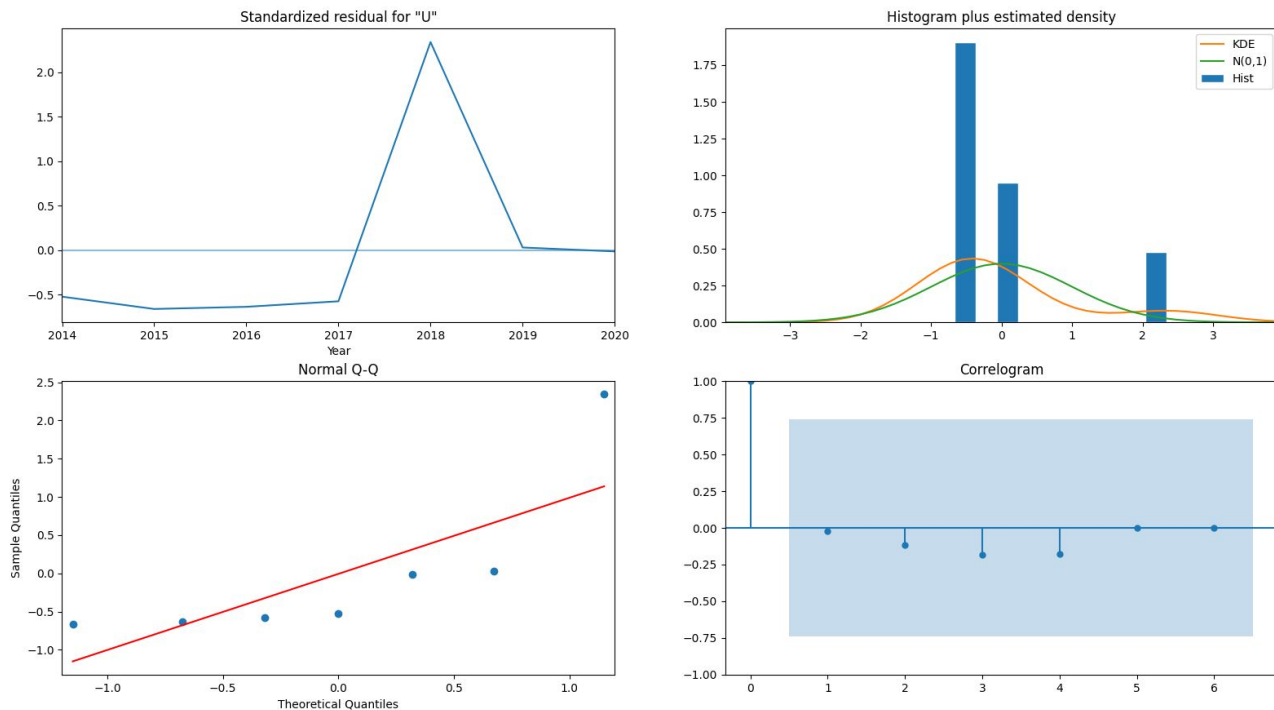 Standardized residual for "U"
2.0
1.5
1.0
0.5
0.0
−0.5
2014 2015 2016 2017 2018 2019 2020
Year
Histogram plus estimated density
KDE
N(0,1)
Hist
1.75
1.50
1.25
1.00
0.75
0.50
0.25
0.00
−3 −2 −1 0 1 2 3
Normal Q-Q
2.5
2.0
1.5
1.0
0.5
0.0
−0.5
−1.0
Sample Quantiles
−1.0 −0.5 0.0 0.5 1.0
Theoretical Quantiles
Correlogram
1.00
0.75
0.50
0.25
0.00
−0.25
−0.50
−0.75
−1.00
0 1 2 3 4 5 6